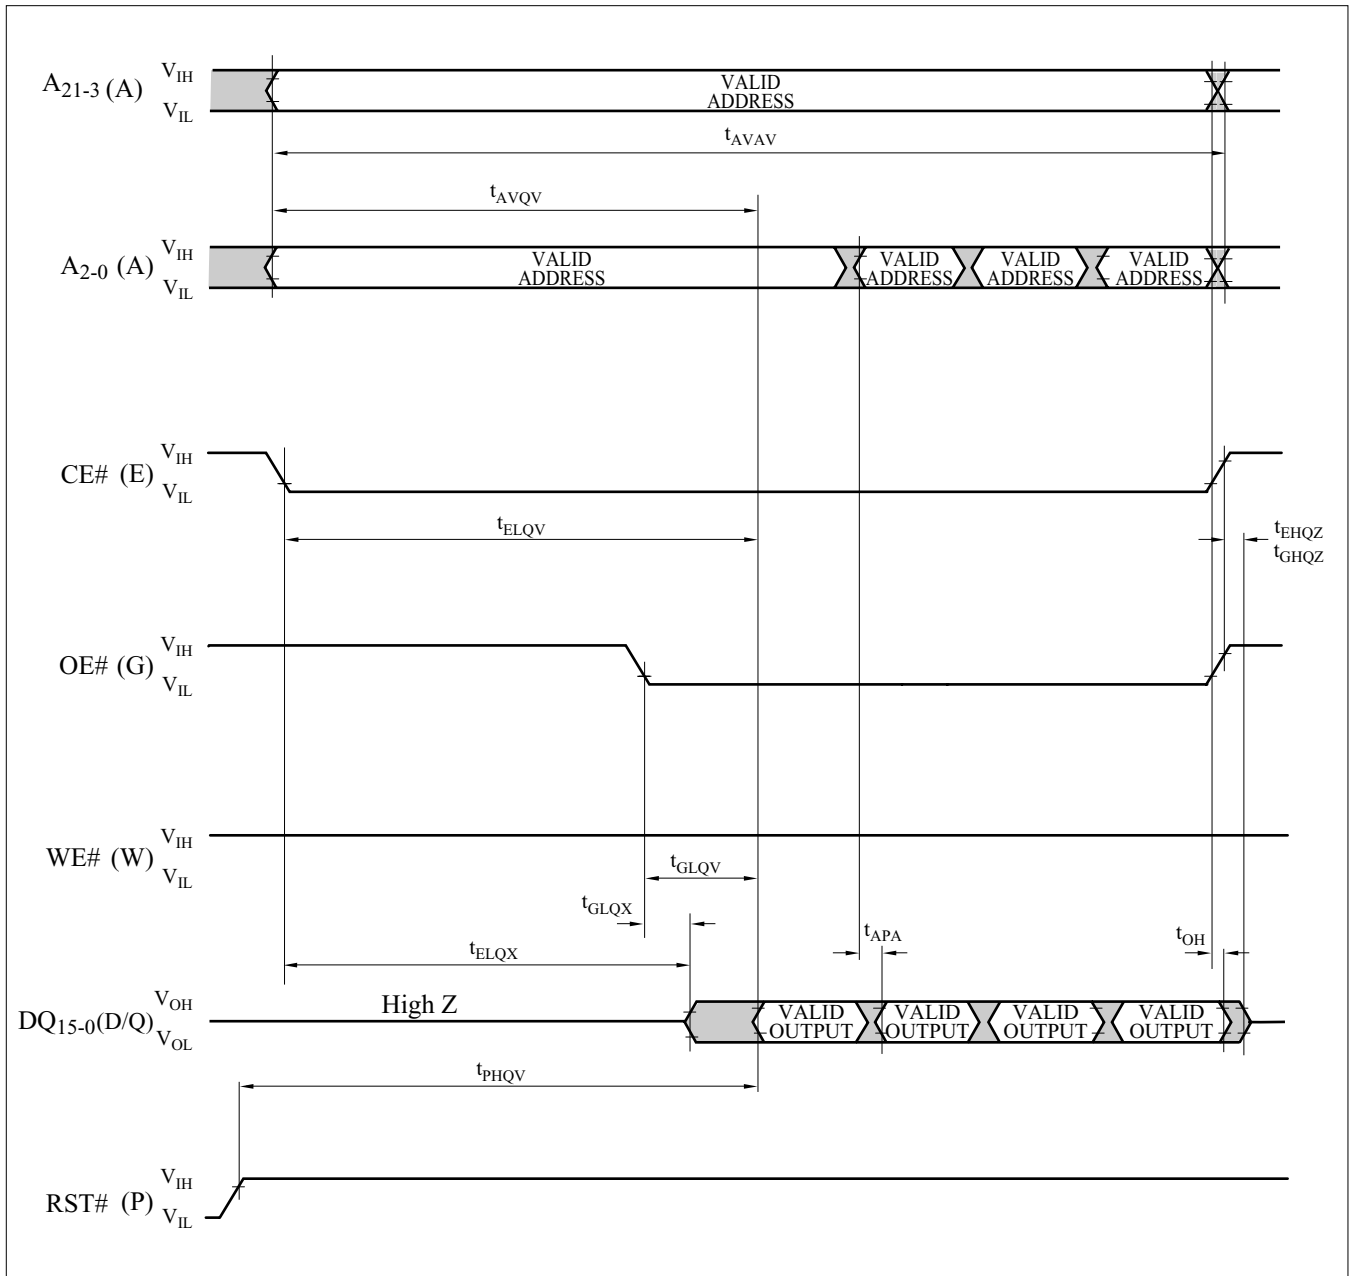 A21-3 (A) VIH VIL VALID ADDRESS
tAVAV
tAVQV
A2-0 (A) VIH VIL VALID ADDRESS VALID ADDRESS VALID ADDRESS VALID ADDRESS
CE# (E) VIH VIL
tELQV
tEHQZ
tGHQZ
OE# (G) VIH VIL
WE# (W) VIH VIL
tGLQV
tGLQX
tELQX
tAPA
tOH
DQ15-0(D/Q) VOH VOL High Z VALID OUTPUT VALID OUTPUT VALID OUTPUT VALID OUTPUT
tPHQV
RST# (P) VIH VIL